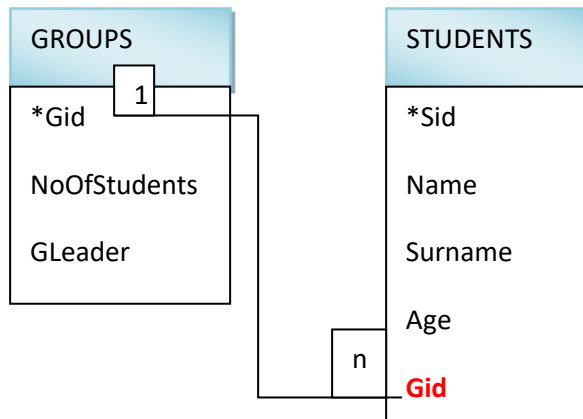 GROUPS
1
*Gid
NoOfStudents
GLeader
STUDENTS
*Sid
Name
Surname
Age
n
Gid